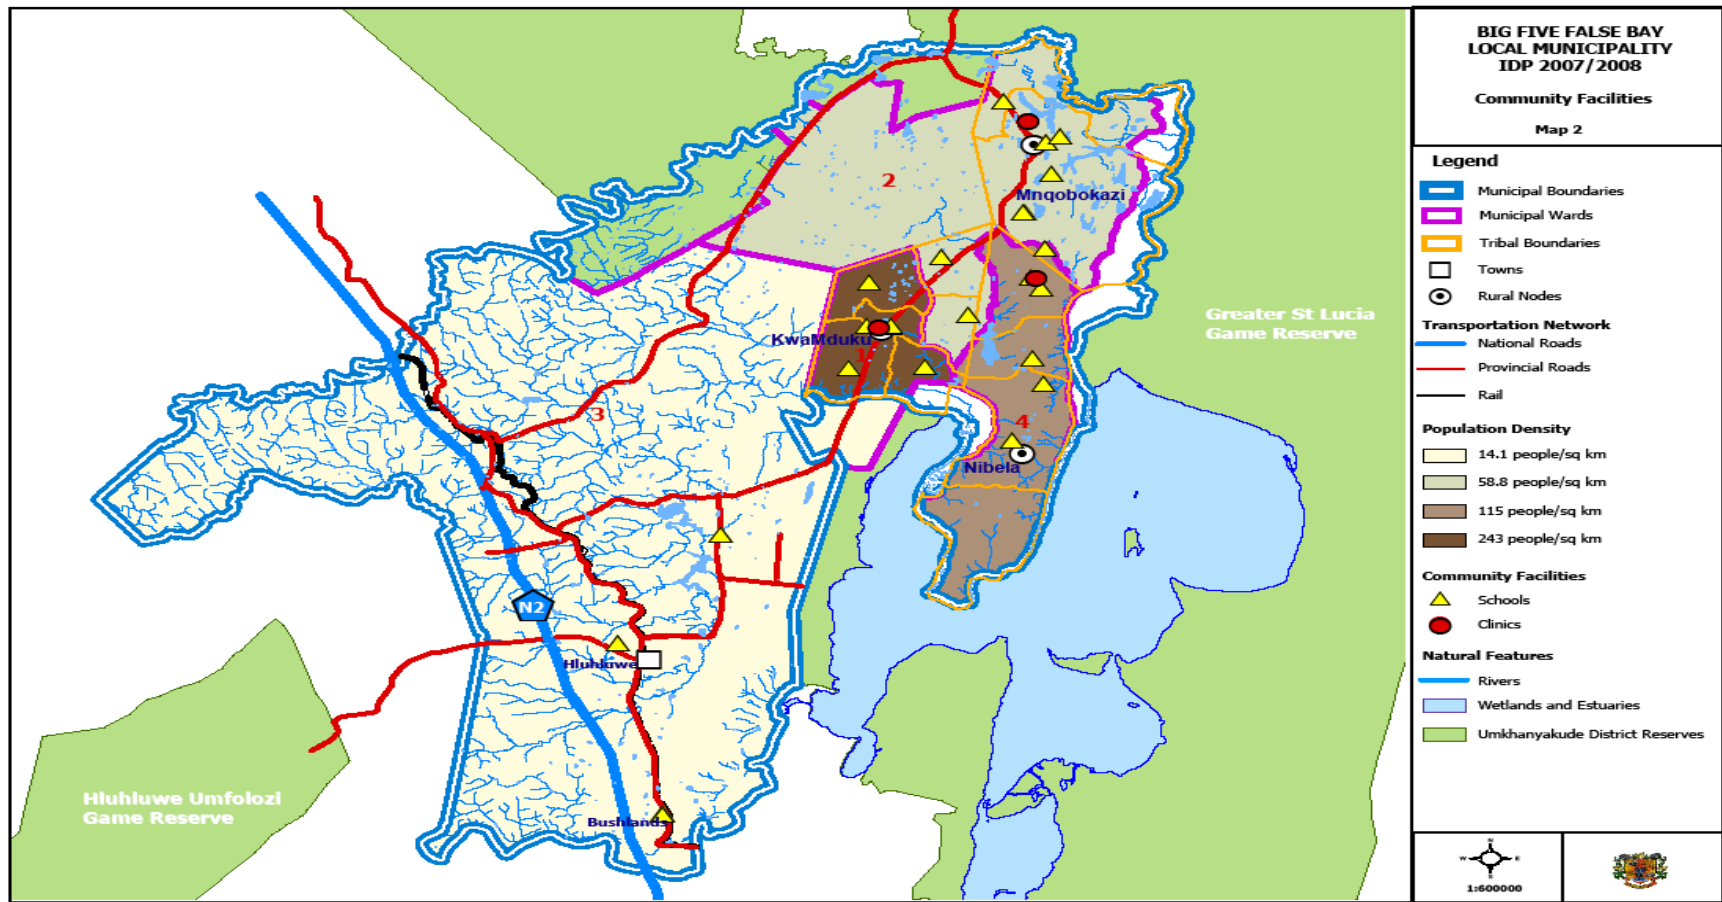 BIG FIVE FALSE BAY
LOCAL MUNICIPALITY
IDP 2007/2008
Community Facilities
Map 2
Legend
Municipal Boundaries
Municipal Wards
Tribal Boundaries
Towns
Rural Nodes
Transportation Network
National Roads
Provincial Roads
Rail
Population Density
14.1 people/sq km
58.8 people/sq km
115 people/sq km
243 people/sq km
Community Facilities
Schools
Clinics
Natural Features
Rivers
Wetlands and Estuaries
Umkhanyakude District Reserves
N
W E
S
1:600000
2
Mnqobokazi
Greater St Lucia
Game Reserve
KwaMduku
1
3
4
Nibela
N2
Hluhluwe
Hluhluwe Umfolozi
Game Reserve
Bushlands